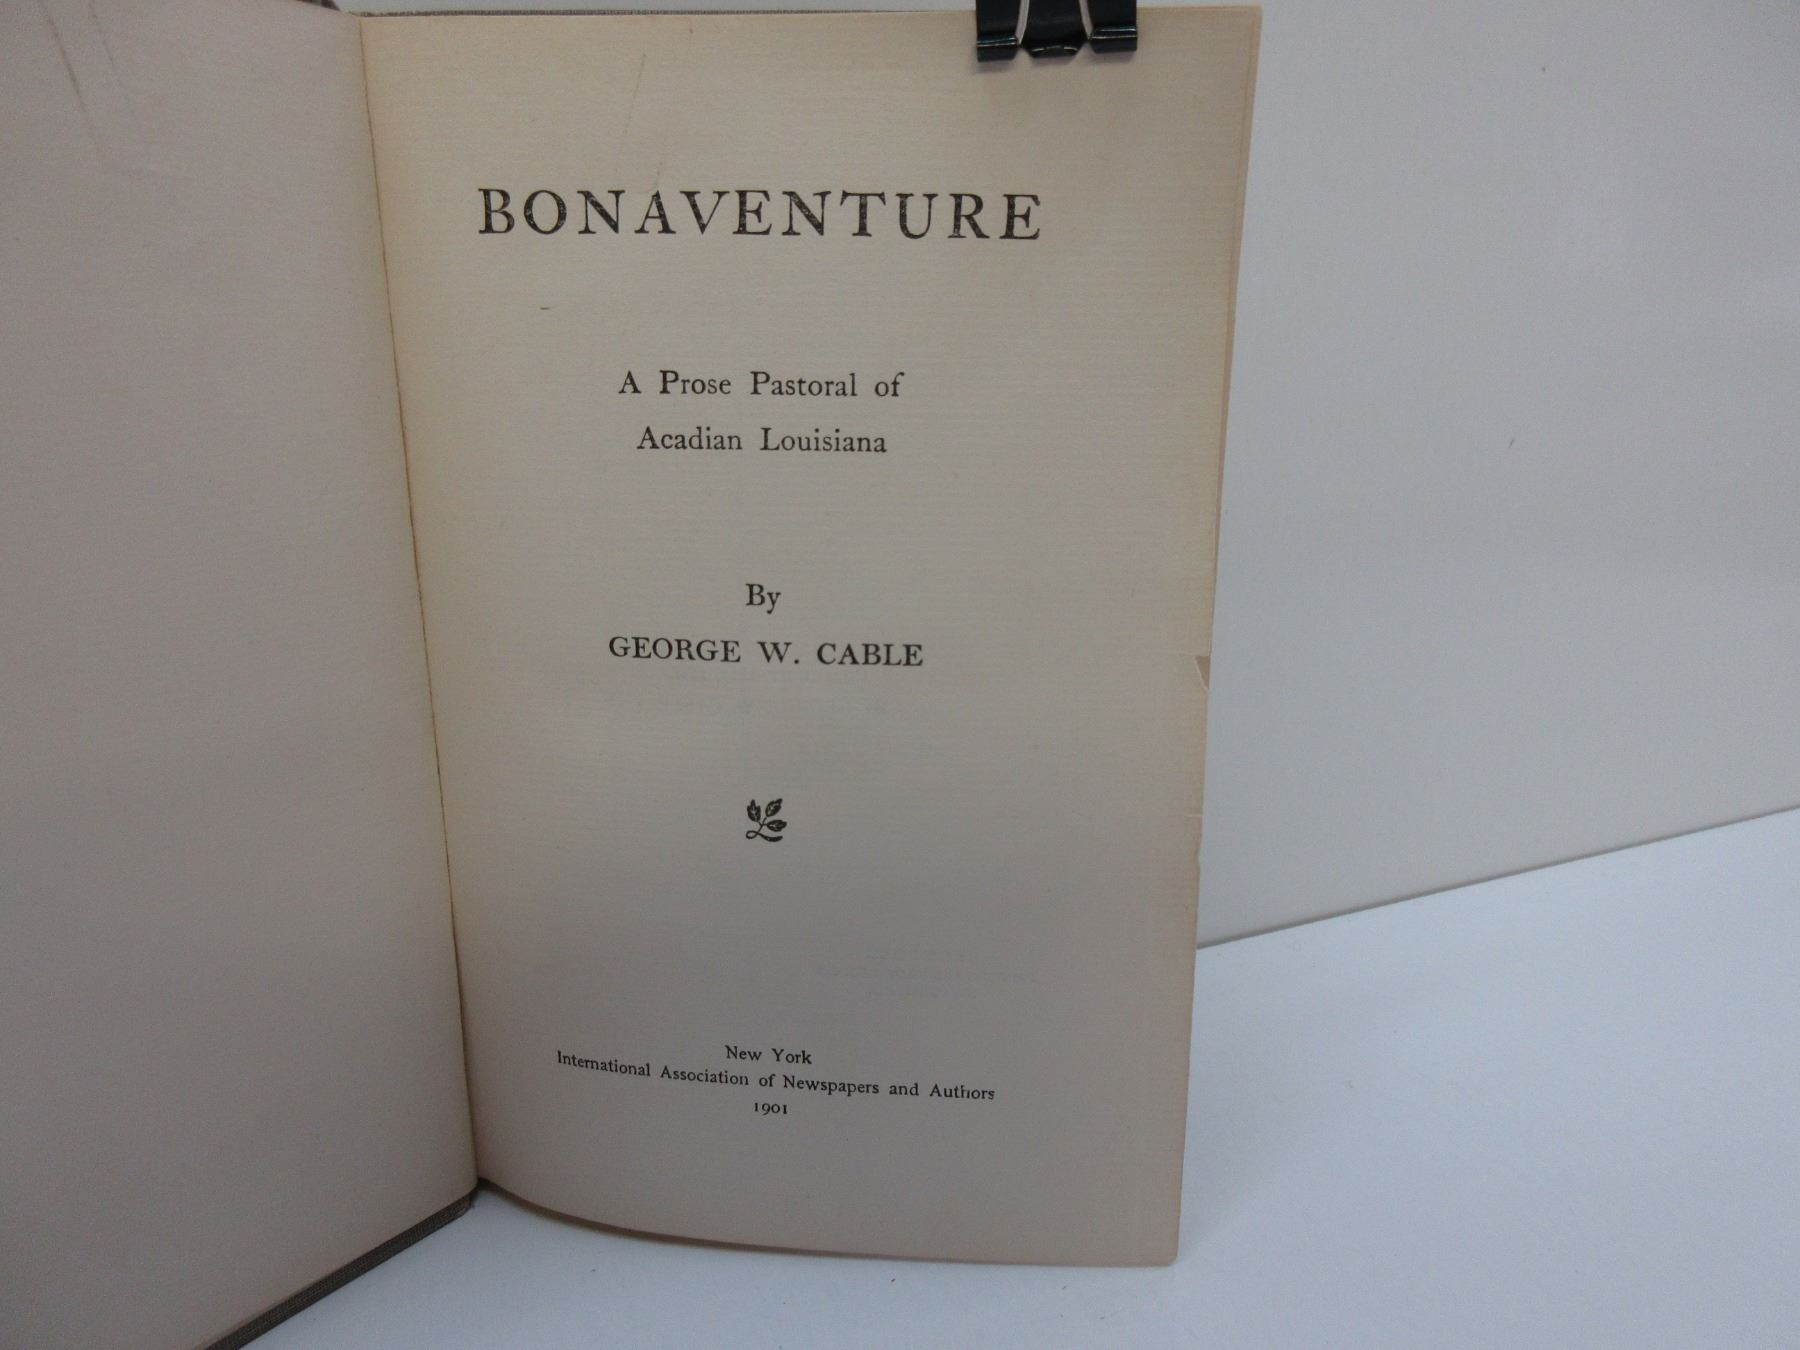 BONAVENTURE
A Prose Pastoral of
Acadian Louisiana
By
GEORGE W. CABLE
New York
International Association of Newspapers and Authors
1901